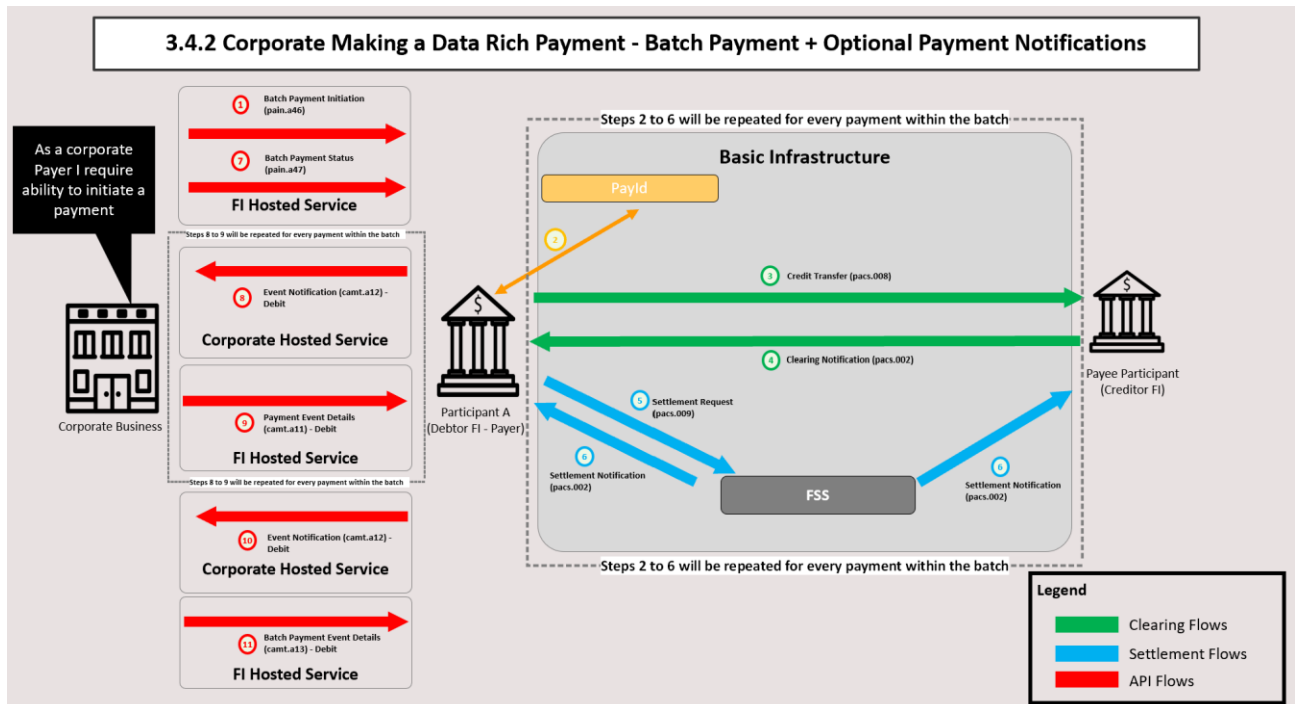 3.4.2 Corporate Making a Data Rich Payment - Batch Payment + Optional Payment Notifications
As a corporate
Payer I require
ability to initiate a
payment
Corporate Business
1
Batch Payment Initiation
(pain.a46)
7
Batch Payment Status
(pain.a47)
FI Hosted Service
Steps 8 to 9 will be repeated for every payment within the batch
8
Event Notification (camt.a12) -
Debit
Corporate Hosted Service
9
Payment Event Details
(camt.a11) - Debit
FI Hosted Service
Steps 8 to 9 will be repeated for every payment within the batch
10
Event Notification (camt.a12) -
Debit
Corporate Hosted Service
11
Batch Payment Event Details
(camt.a13) - Debit
FI Hosted Service
$
Participant A
(Debtor FI - Payer)
Steps 2 to 6 will be repeated for every payment within the batch
Basic Infrastructure
PayId
2
3
Credit Transfer (pacs.008)
4
Clearing Notification (pacs.002)
5
Settlement Request
(pacs.009)
6
Settlement Notification
(pacs.002)
FSS
6
Settlement Notification
(pacs.002)
Steps 2 to 6 will be repeated for every payment within the batch
$
Payee Participant
(Creditor FI)
Legend
Clearing Flows
Settlement Flows
API Flows